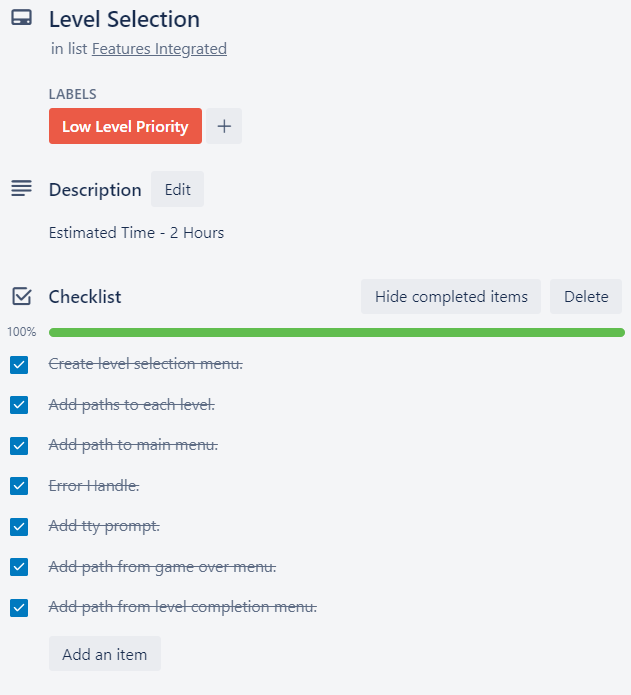 Level Selection
in list Features Integrated
LABELS
Low Level Priority +
Description Edit
Estimated Time - 2 Hours
Checklist Hide completed items Delete
100%
Create level selection menu.
Add paths to each level.
Add path to main menu.
Error Handle.
Add tty prompt.
Add path from game over menu.
Add path from level completion menu.
Add an item